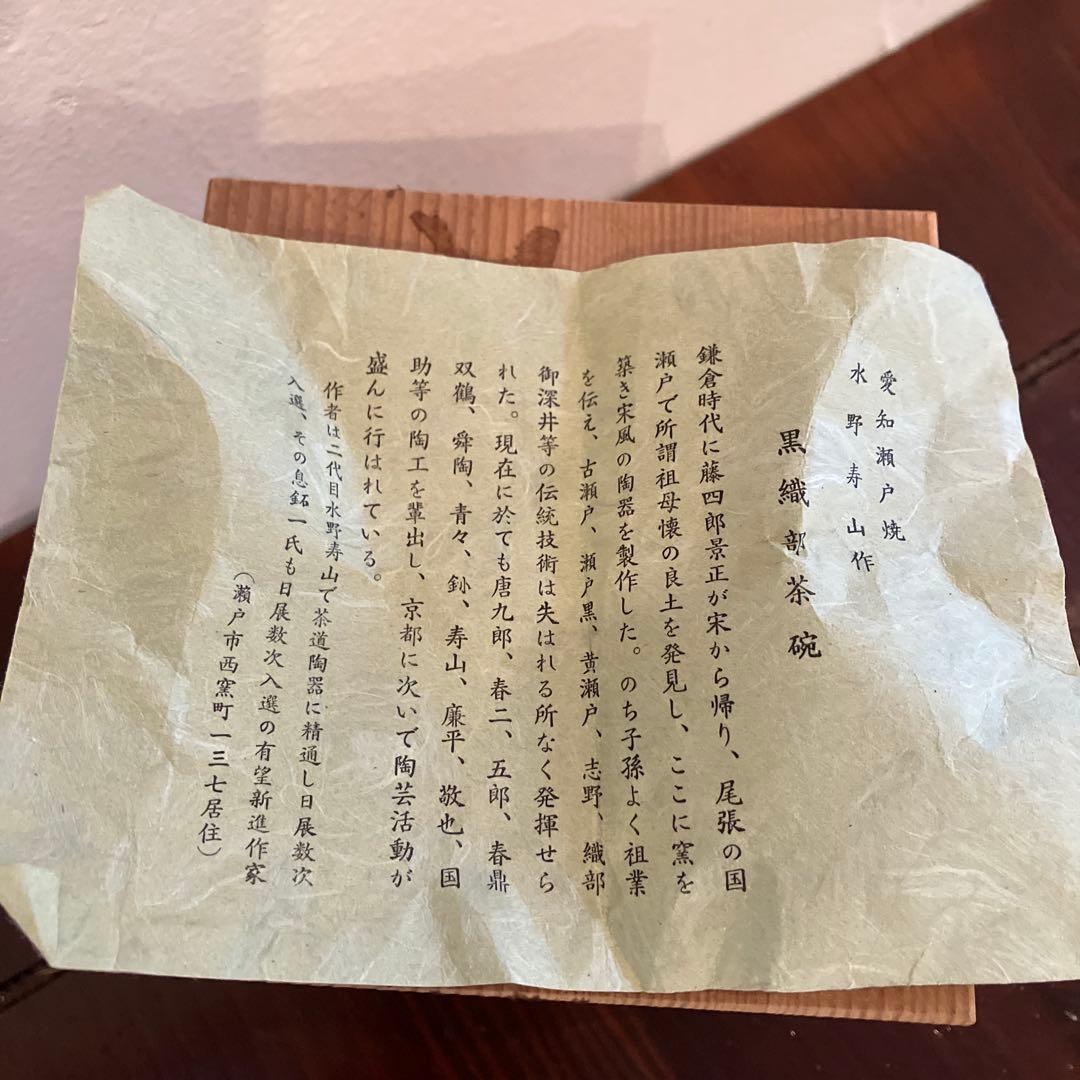 愛知瀬戸焼
水野寿山作
黒織部茶碗
鎌倉時代に藤四郎景正が宋から帰り、尾張の国
瀬戸で所謂祖母懐の良土を発見し、ここに窯を
築き宋風の陶器を製作した。のち子孫よく祖業
を伝え、古瀬戸、瀬戸黒、黄瀬戸、志野、織部
御深井等の伝統技術は失はれる所なく発揮せら
れた。現在に於ても唐九郎、春二、五郎、春鼎
双鶴、舜陶、青々、釥、寿山、廉平、敬也、国
助等の陶工を輩出し、京都に次いで陶芸活動が
盛んに行はれている。
作者は二代目水野寿山で茶道陶器に精通し日展数次
入選、その息鉐一氏も日展数次入選の有望新進作家
（瀬戸市西窯町一三七居住）